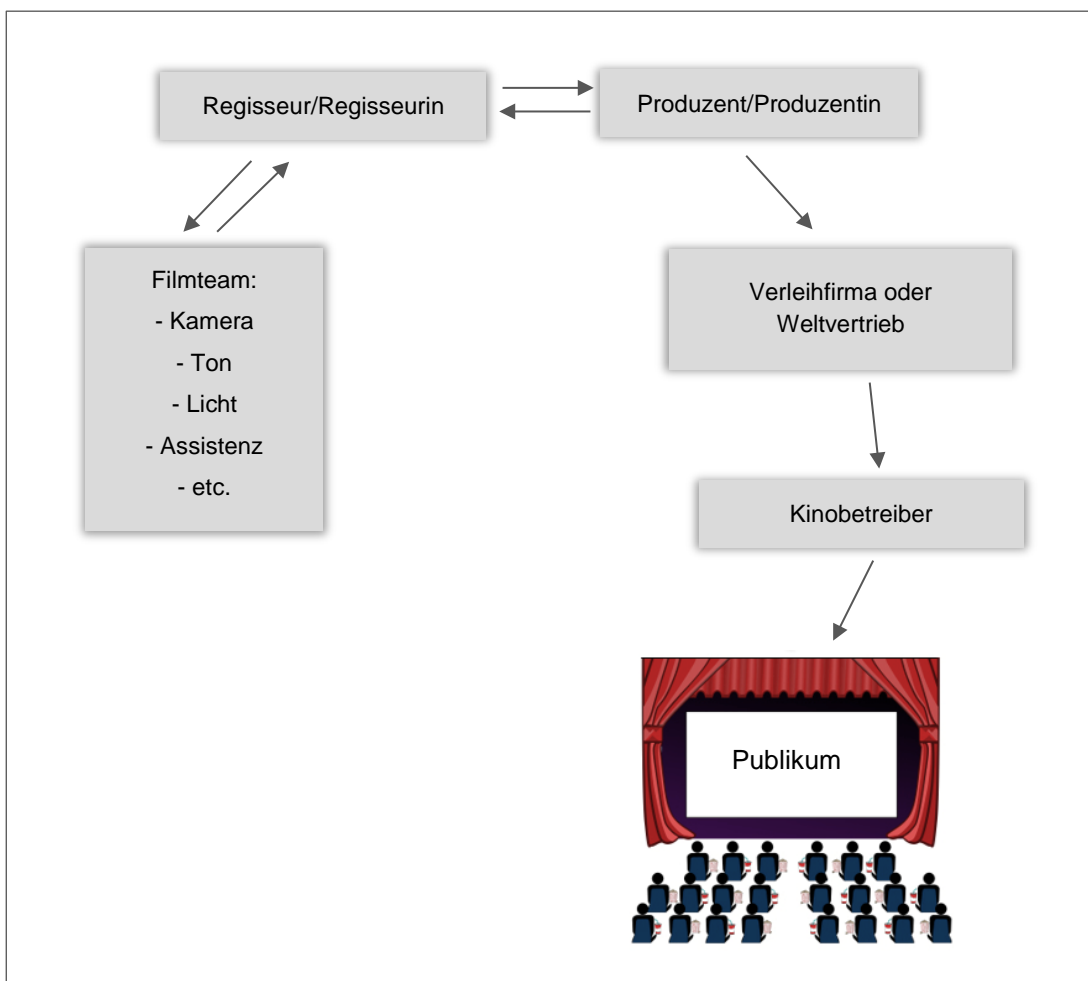 Regisseur/Regisseurin
Produzent/Produzentin
Filmteam:
- Kamera
- Ton
- Licht
- Assistenz
- etc.
Verleihfirma oder
Weltvertrieb
Kinobetreiber
Publikum